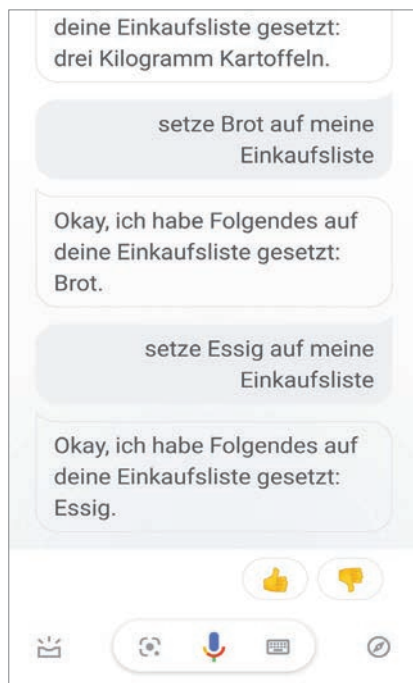 deine Einkaufsliste gesetzt:
drei Kilogramm Kartoffeln.
setze Brot auf meine
Einkaufsliste
Okay, ich habe Folgendes auf
deine Einkaufsliste gesetzt:
Brot.
setze Essig auf meine
Einkaufsliste
Okay, ich habe Folgendes auf
deine Einkaufsliste gesetzt:
Essig.